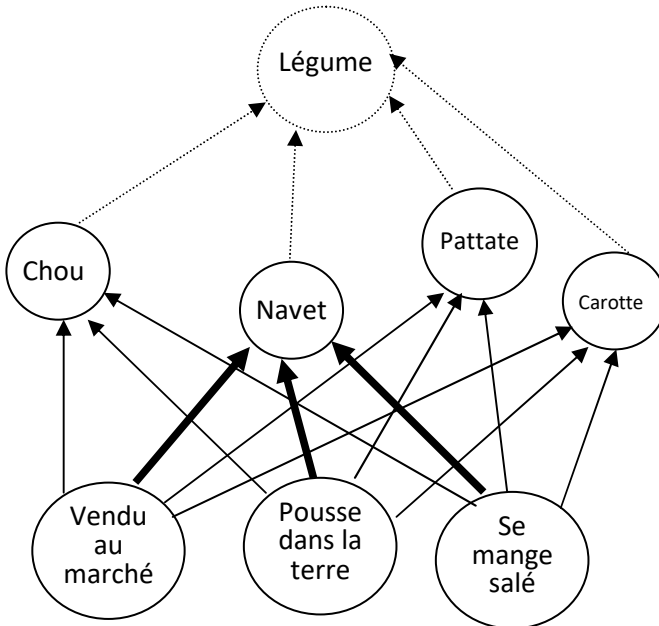 Légume
Chou
Navet
Pattate
Carotte
Vendu
au
marché
Pousse
dans la
terre
Se
mange
salé